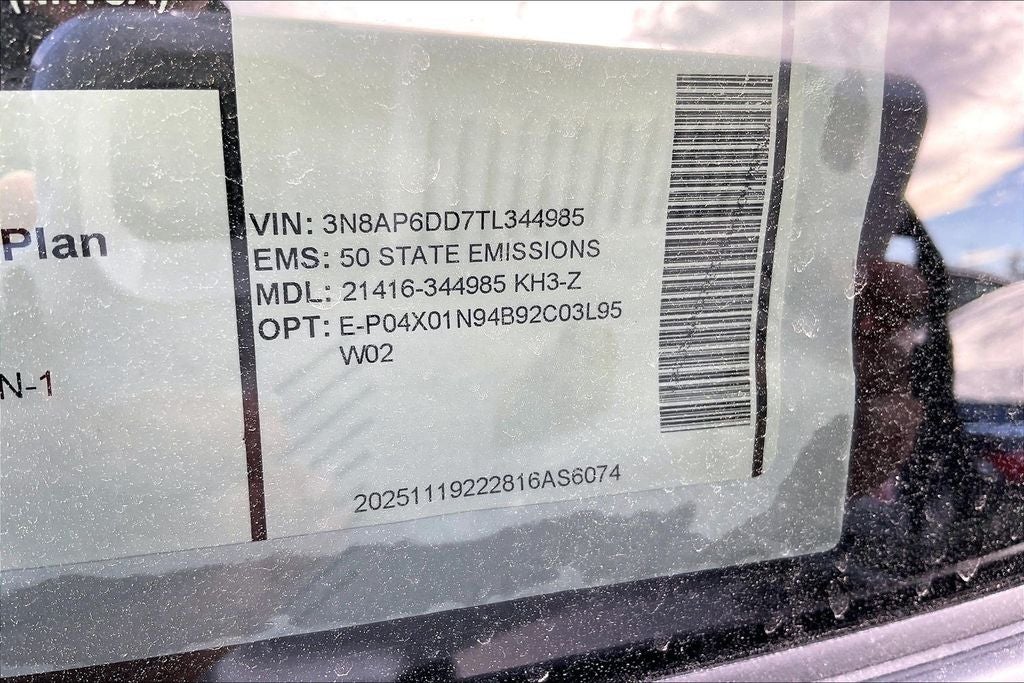 Plan
N-1
VIN: 3N8AP6DD7TL344985
EMS: 50 STATE EMISSIONS
MDL: 21416-344985 KH3-Z
OPT: E-P04X01N94B92C03L95
W02
20251119222816AS6074